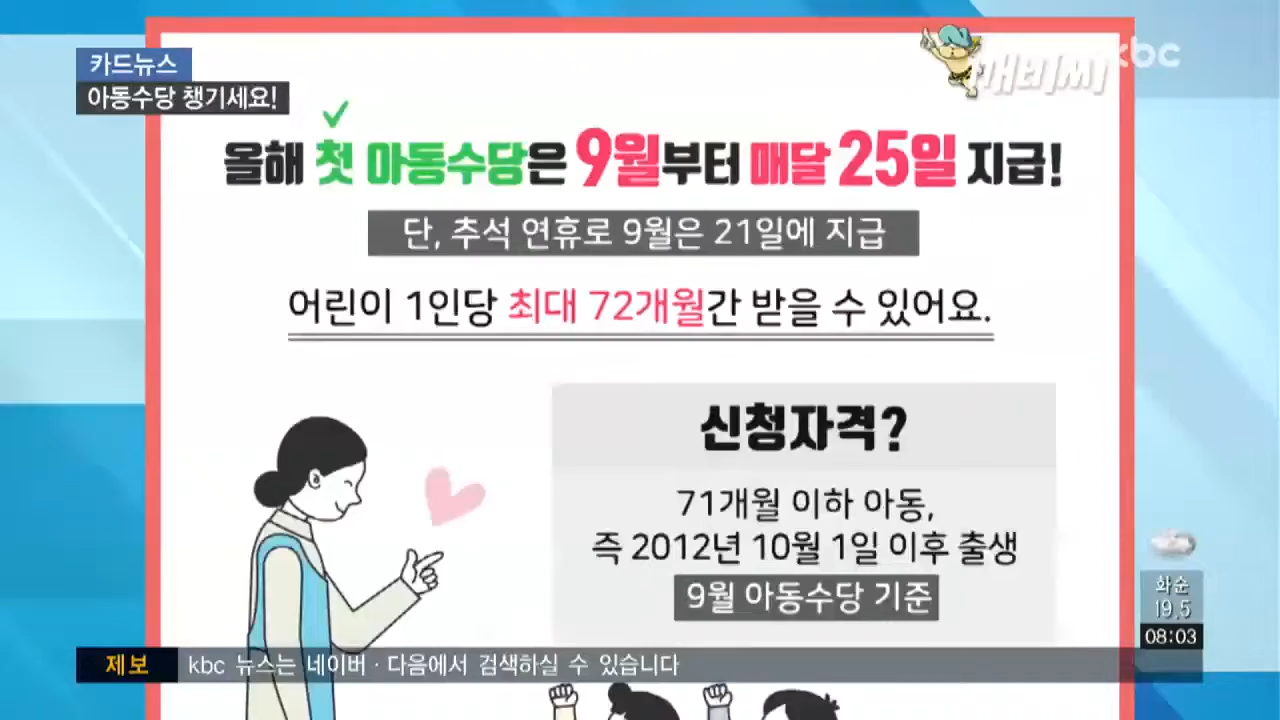 카드뉴스
아동수당 챙기세요!
깨비씨 kbc
올해 첫 아동수당은 9월부터 매달 25일 지급!
단, 추석 연휴로 9월은 21일에 지급
어린이 1인당 최대 72개월간 받을 수 있어요.
신청자격?
71개월 이하 아동,
즉 2012년 10월 1일 이후 출생
9월 아동수당 기준
화순
19.5
08:03
제보 kbc 뉴스는 네이버·다음에서 검색하실 수 있습니다